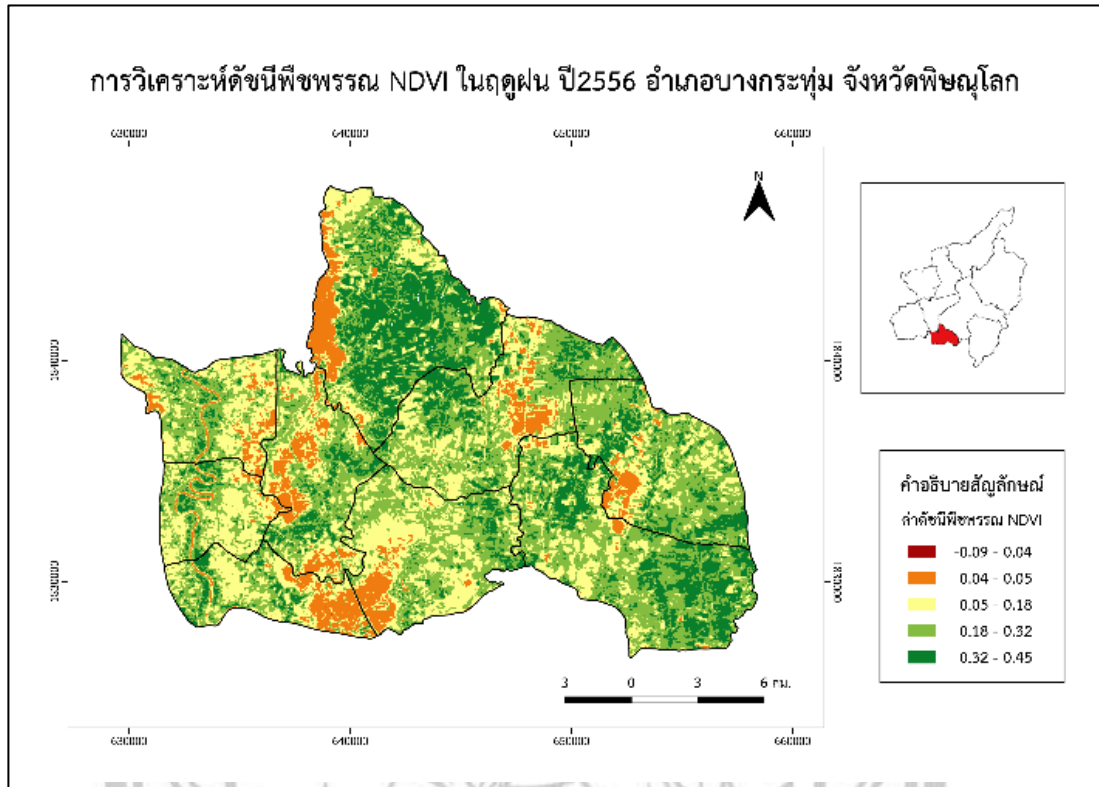 การวิเคราะห์ดัชนีพืชพรรณ NDVI ในฤดูฝน ปี2556 อำเภอบางกระทุ่ม จังหวัดพิษณุโลก
630000 640000 650000 660000
N
1840000 1840000
คำอธิบายสัญลักษณ์
ค่าดัชนีพืชพรรณ NDVI
-0.09 - 0.04
0.04 - 0.05
0.05 - 0.18
0.18 - 0.32
0.32 - 0.45
1830000 1830000
3 0 3 6 กม.
630000 640000 650000 660000